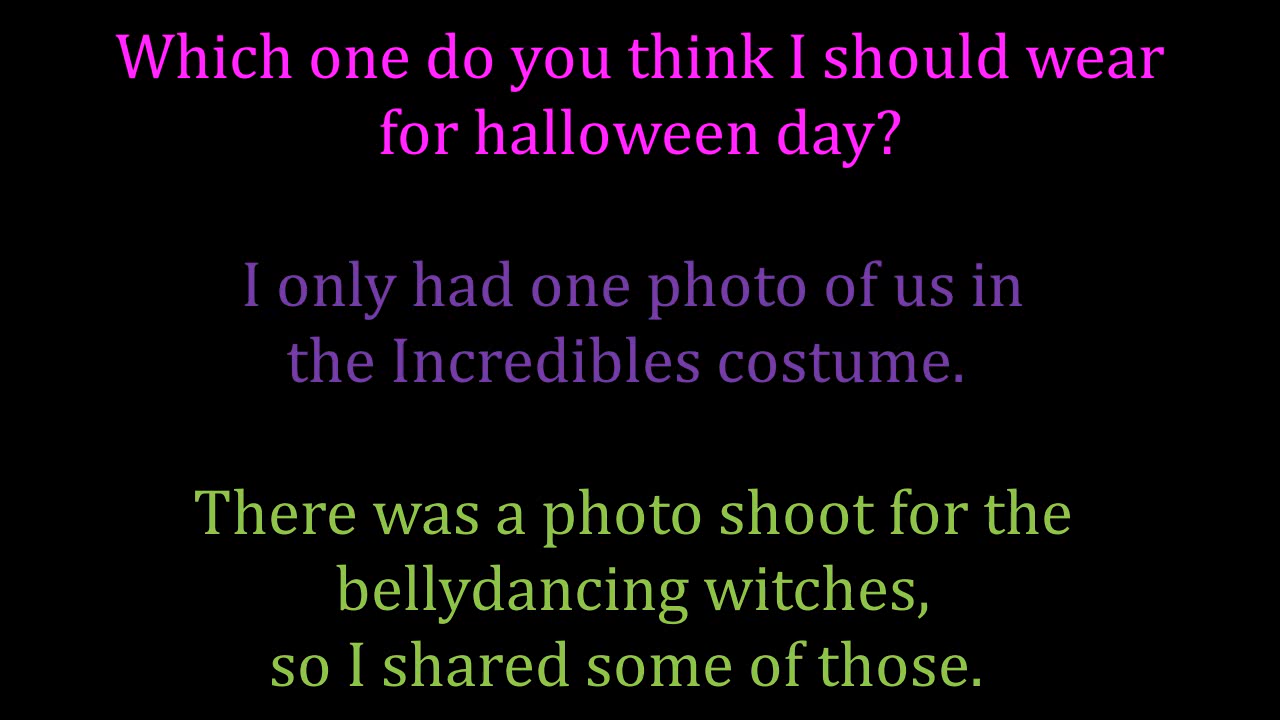 Which one do you think I should wear
for halloween day?
I only had one photo of us in
the Incredibles costume.
There was a photo shoot for the
bellydancing witches,
so I shared some of those.